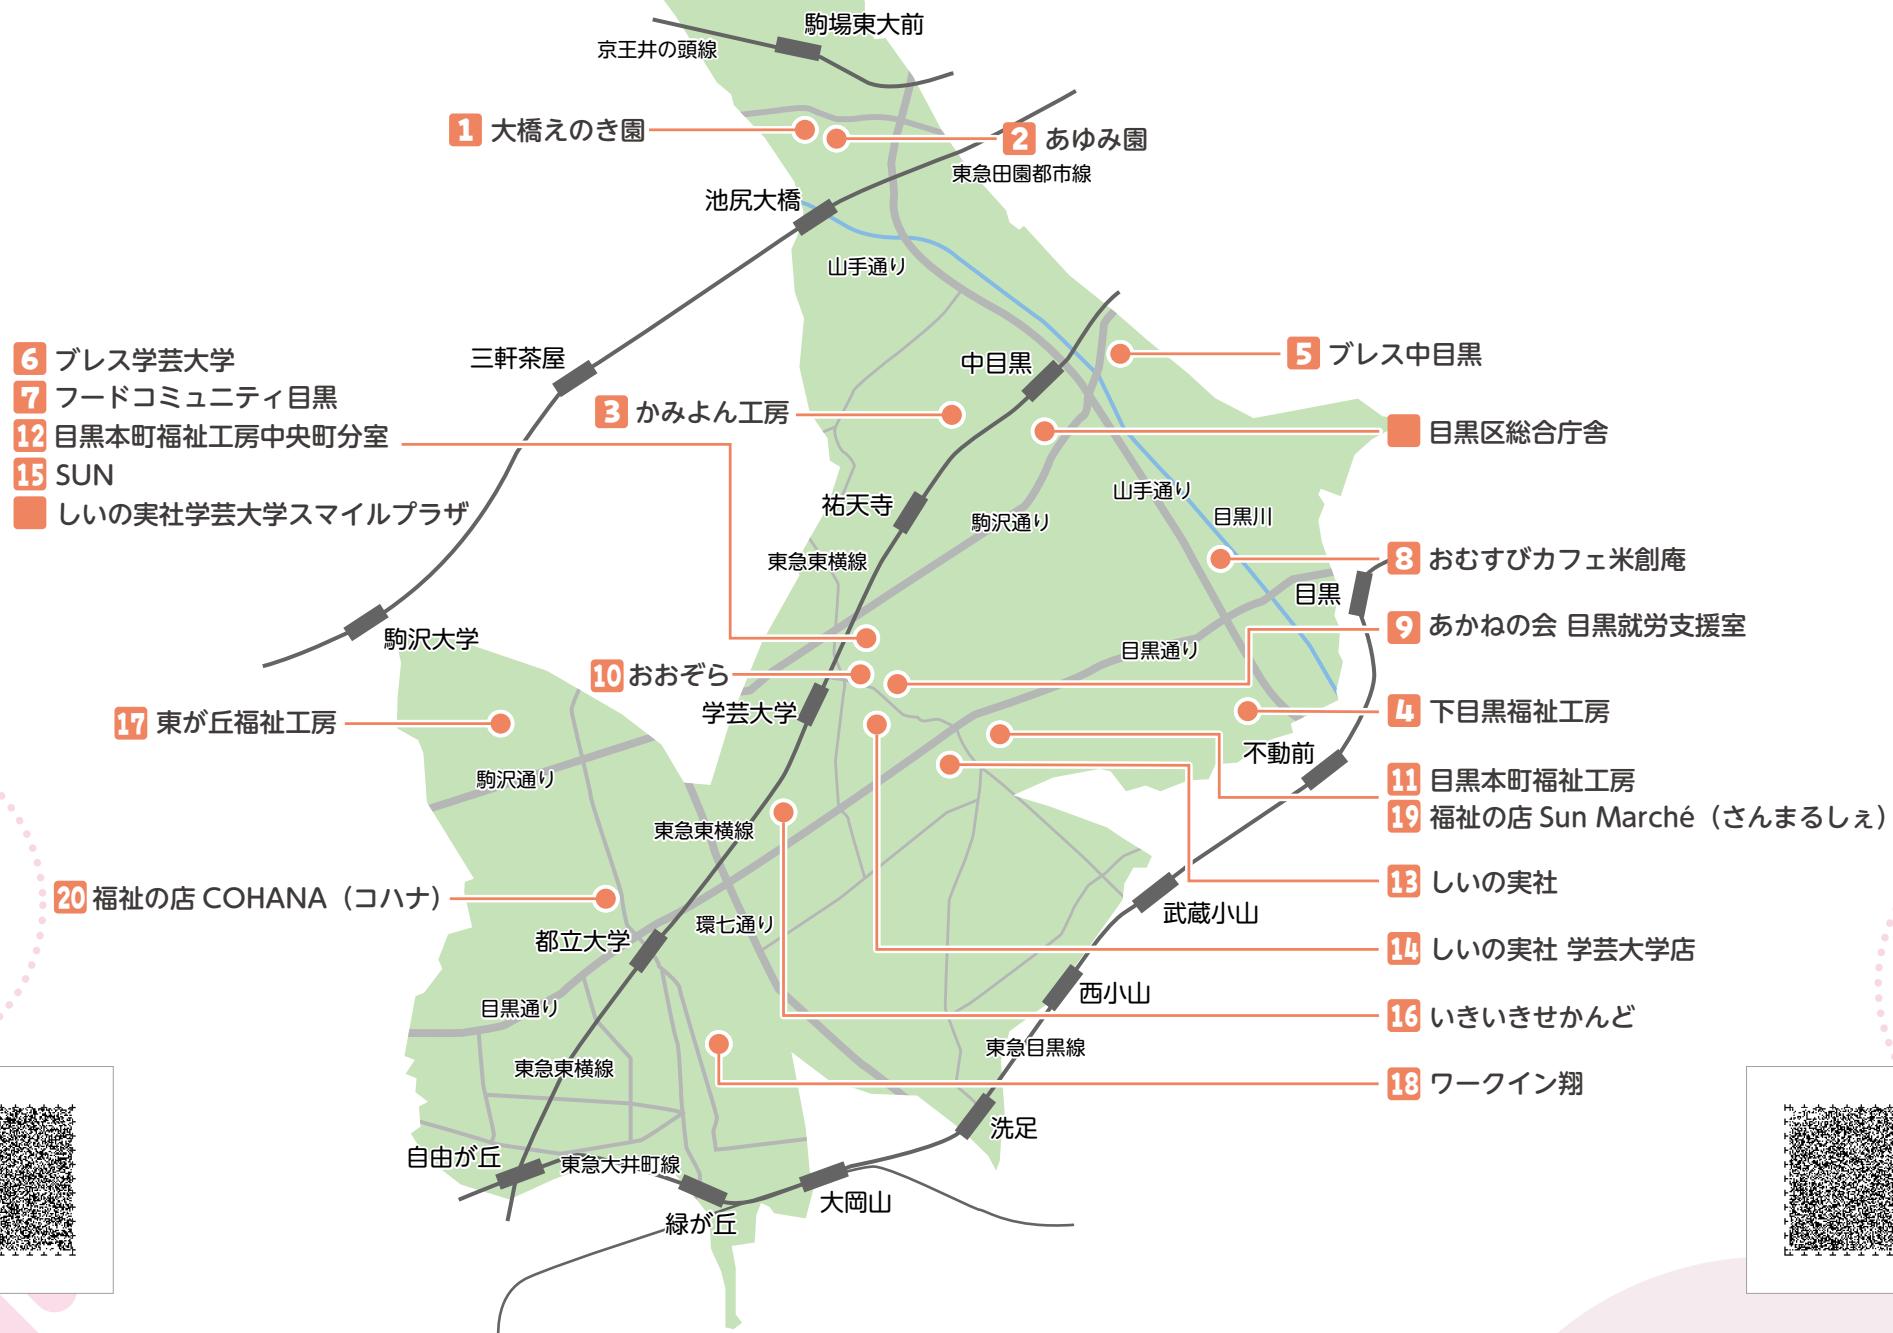 駒場東大前
京王井の頭線
1 大橋えのき園
2 あゆみ園
東急田園都市線
池尻大橋
山手通り
6 ブレス学芸大学
7 フードコミュニティ目黒
12 目黒本町福祉工房中央町分室
15 SUN
しいの実社学芸大学スマイルプラザ
三軒茶屋
中目黒
5 ブレス中目黒
3 かみよん工房
目黒区総合庁舎
祐天寺
駒沢通り
山手通り
目黒川
東急東横線
8 おむすびカフェ米創庵
目黒
9 あかねの会 目黒就労支援室
駒沢大学
目黒通り
10 おおぞら
学芸大学
17 東が丘福祉工房
4 下目黒福祉工房
不動前
駒沢通り
11 目黒本町福祉工房
19 福祉の店 Sun Marché（さんまるしぇ）
東急東横線
13 しいの実社
20 福祉の店 COHANA（コハナ）
武蔵小山
環七通り
都立大学
14 しいの実社 学芸大学店
西小山
目黒通り
16 いきいきせかんど
東急目黒線
東急東横線
18 ワークイン翔
洗足
自由が丘
東急大井町線
大岡山
緑が丘